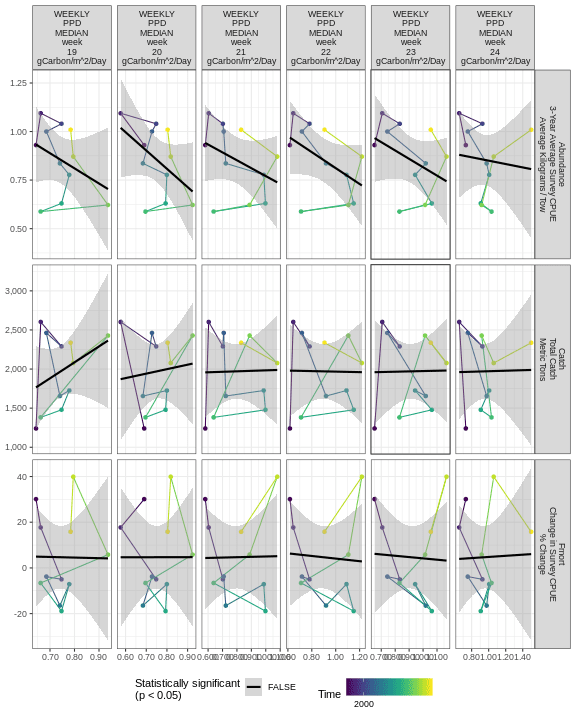 WEEKLY WEEKLY WEEKLY WEEKLY WEEKLY WEEKLY
PPD PPD PPD PPD PPD PPD
MEDIAN MEDIAN MEDIAN MEDIAN MEDIAN MEDIAN
week week week week week week
19 20 21 22 23 24
gCarbon/m^2/Day gCarbon/m^2/Day gCarbon/m^2/Day gCarbon/m^2/Day gCarbon/m^2/Day gCarbon/m^2/Day
1.25
1.00
0.75
0.50
Abundance
3-Year Average Survey CPUE
Average Kilograms / Tow
3,000
2,500
2,000
1,500
1,000
Catch
Total Catch
Metric Tons
40
20
0
-20
Fmort
Change in Survey CPUE
% Change
0.70 0.80 0.90 0.60 0.70 0.80 0.90 0.80 1.00 1.20 1.20 1.40
Statistically significant
(p < 0.05)
FALSE
Time
2000